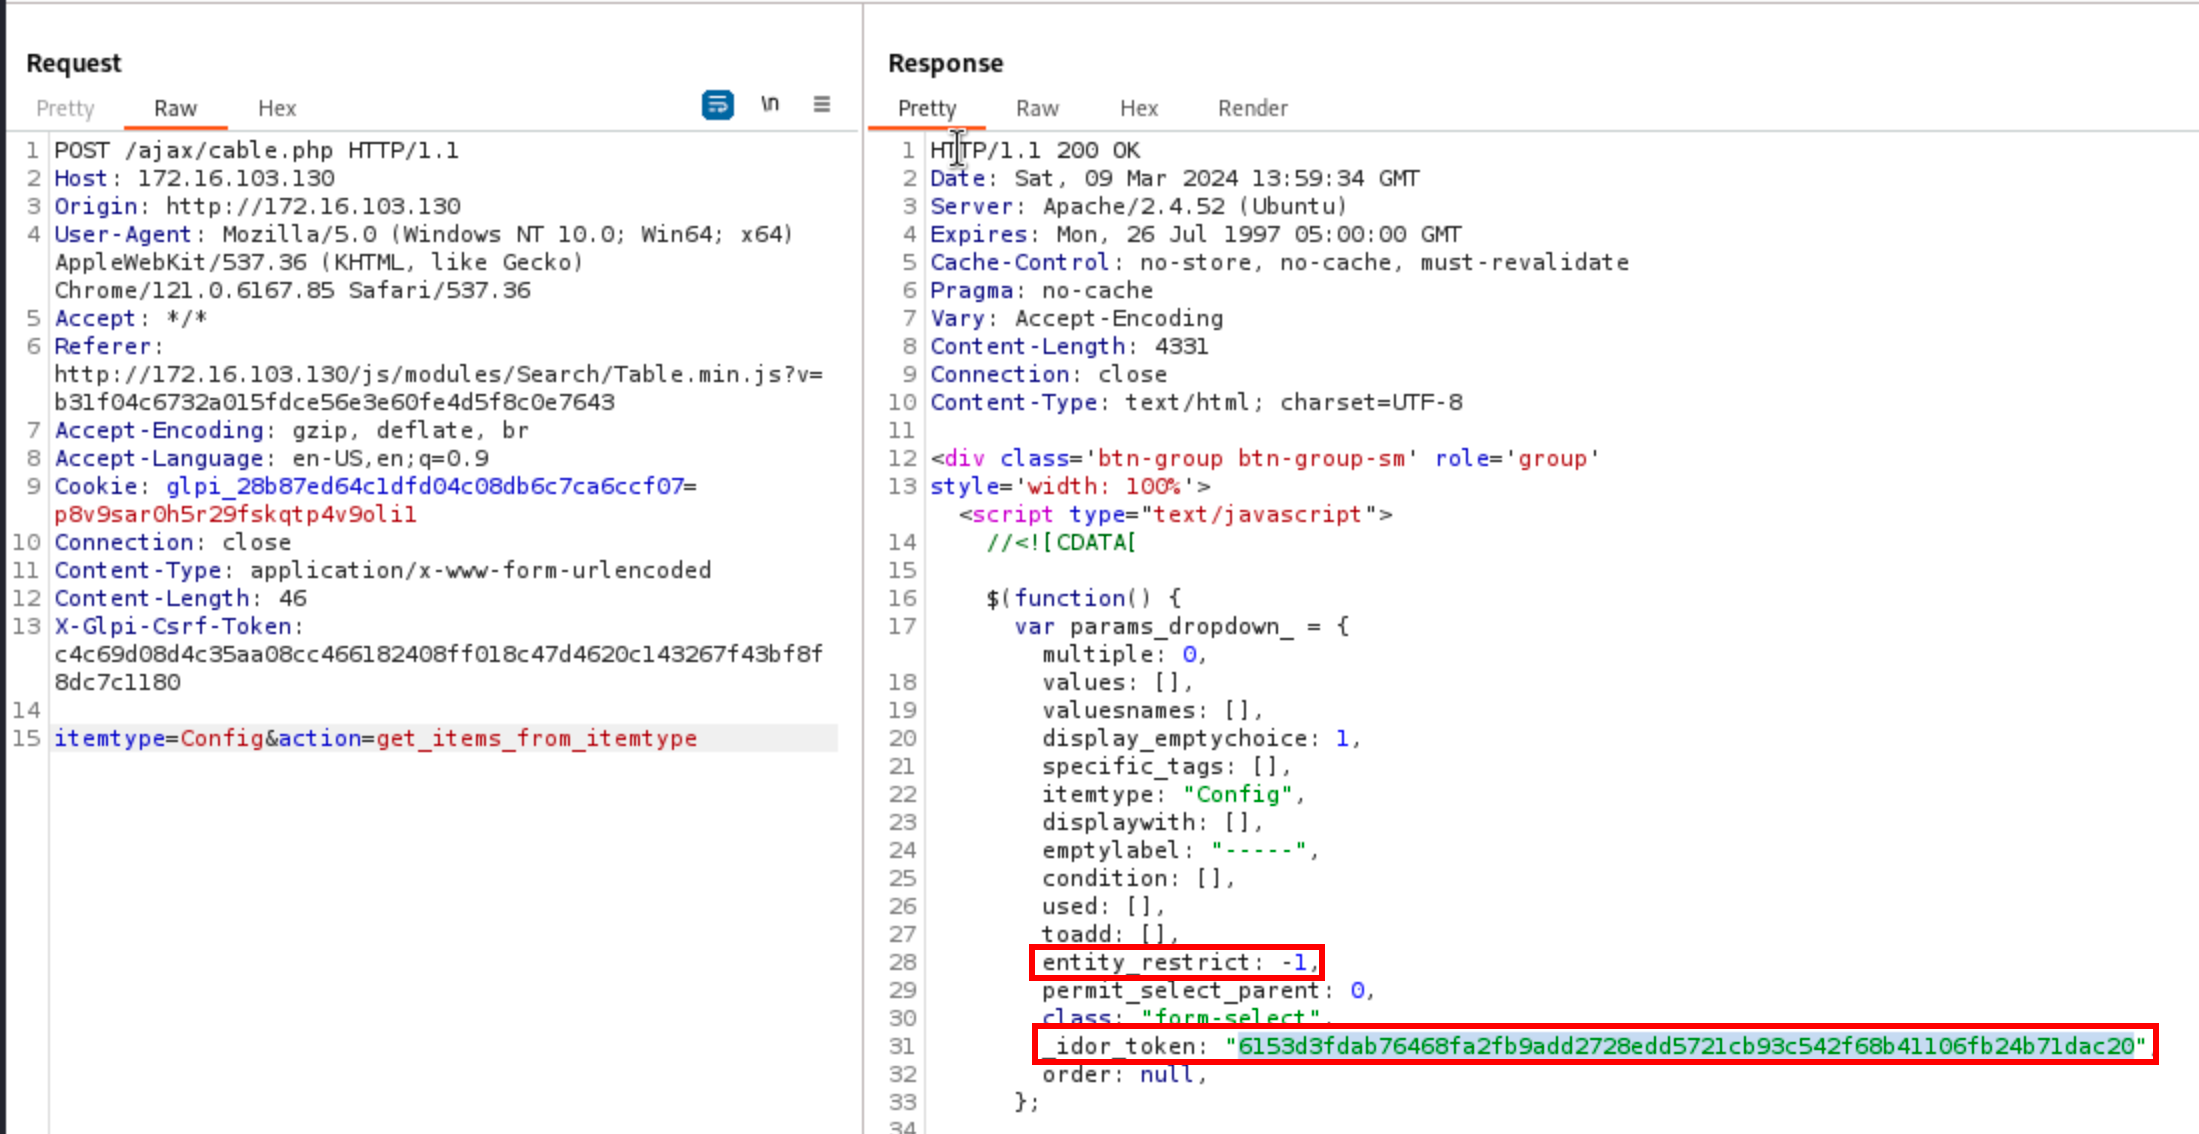 Request
Pretty Raw Hex \n
1 POST /ajax/cable.php HTTP/1.1
2 Host: 172.16.103.130
3 Origin: http://172.16.103.130
4 User-Agent: Mozilla/5.0 (Windows NT 10.0; Win64; x64)
AppleWebKit/537.36 (KHTML, like Gecko)
Chrome/121.0.6167.85 Safari/537.36
5 Accept: */*
6 Referer:
http://172.16.103.130/js/modules/Search/Table.min.js?v=
b31f04c6732a015fdce56e3e60fe4d5f8c0e7643
7 Accept-Encoding: gzip, deflate, br
8 Accept-Language: en-US,en;q=0.9
9 Cookie: glpi_28b87ed64c1dfd04c08db6c7ca6ccf07=
p8v9sar0h5r29fskqtp4v9oli1
10 Connection: close
11 Content-Type: application/x-www-form-urlencoded
12 Content-Length: 46
13 X-Glpi-Csrf-Token:
c4c69d08d4c35aa08cc466182408ff018c47d4620c143267f43bf8f
8dc7c1180
14
15 itemtype=Config&action=get_items_from_itemtype
Response
Pretty Raw Hex Render
1 HTTP/1.1 200 OK
2 Date: Sat, 09 Mar 2024 13:59:34 GMT
3 Server: Apache/2.4.52 (Ubuntu)
4 Expires: Mon, 26 Jul 1997 05:00:00 GMT
5 Cache-Control: no-store, no-cache, must-revalidate
6 Pragma: no-cache
7 Vary: Accept-Encoding
8 Content-Length: 4331
9 Connection: close
10 Content-Type: text/html; charset=UTF-8
11
12 <div class='btn-group btn-group-sm' role='group'
13 style='width: 100%'>
<script type="text/javascript">
14 //<![CDATA[
15
16 $(function() {
17 var params_dropdown_ = {
multiple: 0,
18 values: [],
19 valuesnames: [],
20 display_emptychoice: 1,
21 specific_tags: [],
22 itemtype: "Config",
23 displaywith: [],
24 emptylabel: "-----",
25 condition: [],
26 used: [],
27 toadd: [],
28 entity_restrict: -1,
29 permit_select_parent: 0,
30 class: "form-select",
31 _idor_token: "6153d3fdab76468fa2fb9add2728edd5721cb93c542f68b41106fb24b71dac20",
32 order: null,
33 };
34